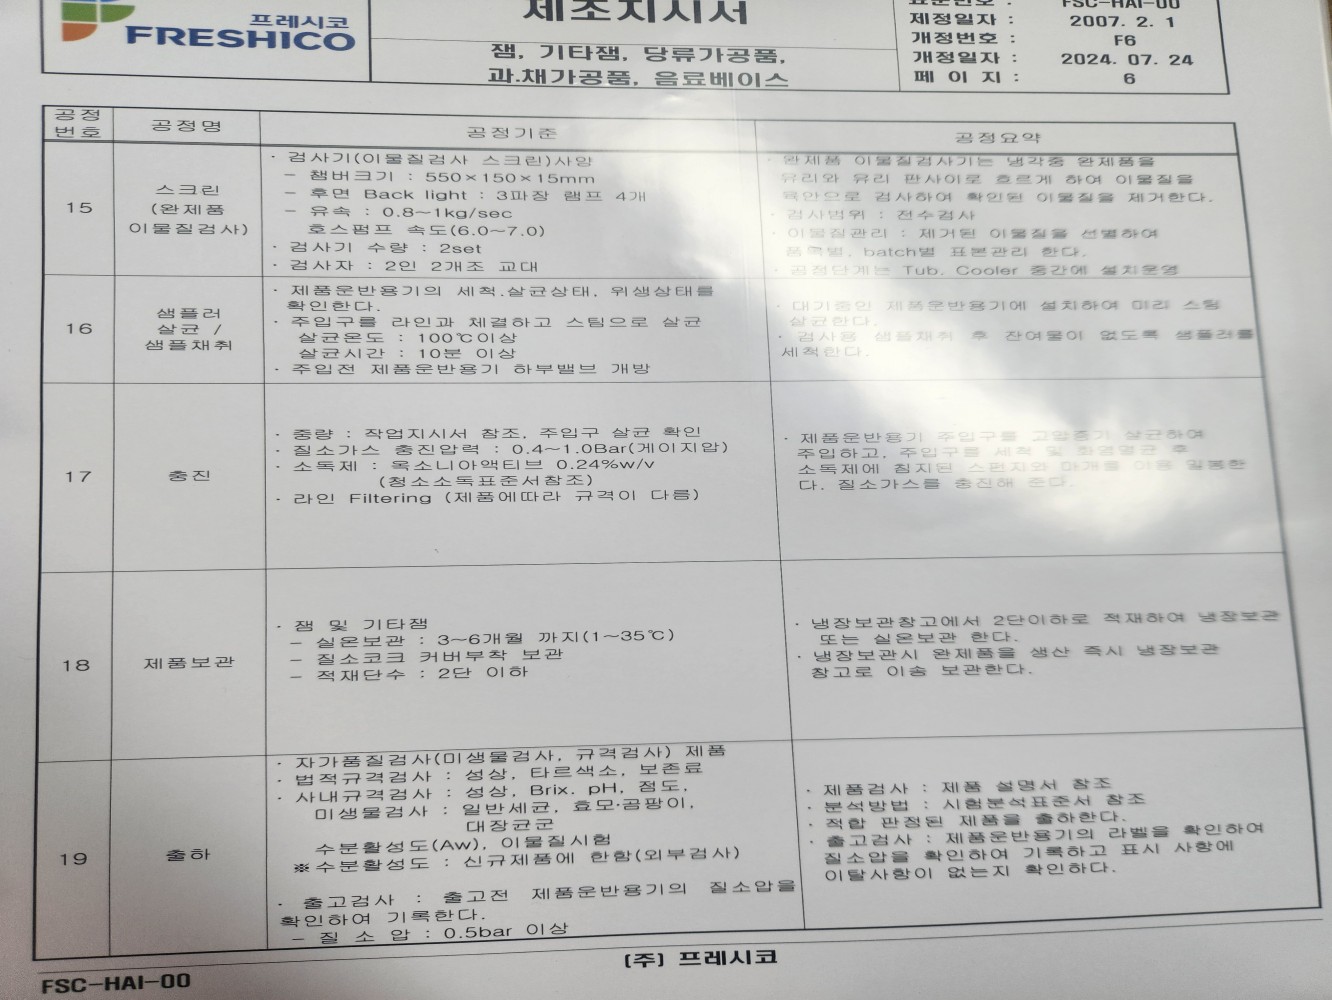 프레시코
FRESHICO
제조지시서
잼, 기타잼, 당류가공품,
과.채가공품, 음료베이스
표준번호 : FSC-HAI-00
제정일자 : 2007. 2. 1
개정번호 : F6
개정일자 : 2024. 07. 24
페 이 지 : 6
공정
번호
공정명
공정기준
공정요약
15
스크린
(완제품
이물질검사)
· 검사기(이물질검사 스크린)사양
- 챔버크기 : 550×150×15mm
- 후면 Back light : 3파장 램프 4개
- 유속 : 0.8~1kg/sec
호스펌프 속도(6.0~7.0)
· 검사기 수량 : 2set
· 검사자 : 2인 2개조 교대
· 완제품 이물질검사기는 냉각중 완제품을
유리와 유리 판사이로 흐르게 하여 이물질을
육안으로 검사하여 확인된 이물질을 제거한다.
· 검사범위 : 전수검사
· 이물질관리 : 제거된 이물질을 선별하여
품목별, batch별 표본관리 한다.
· 공정단계는 Tub. Cooler 중간에 설치운영
16
샘플러
살균 /
샘플채취
· 제품운반용기의 세척.살균상태, 위생상태를
확인한다.
· 주입구를 라인과 체결하고 스팀으로 살균
살균온도 : 100℃이상
살균시간 : 10분 이상
· 주입전 제품운반용기 하부밸브 개방
· 대기중인 제품운반용기에 설치하여 미리 스팀
살균한다.
· 검사용 샘플채취 후 잔여물이 없도록 샘플러를
세척한다.
17
충진
· 중량 : 작업지시서 참조, 주입구 살균 확인
· 질소가스 충진압력 : 0.4~1.0Bar(게이지압)
· 소독제 : 옥소니아액티브 0.24%w/v
(청소소독표준서참조)
· 라인 Filtering (제품에따라 규격이 다름)
· 제품운반용기 주입구를 고압증기 살균하여
주입하고, 주입구를 세척 및 화염멸균 후
소독제에 침지된 스펀지와 마개를 이용 밀봉한
다. 질소가스를 충진해 준다.
18
제품보관
· 잼 및 기타잼
- 실온보관 : 3~6개월 까지(1~35℃)
- 질소코크 커버부착 보관
- 적재단수 : 2단 이하
· 냉장보관창고에서 2단이하로 적재하여 냉장보관
또는 실온보관 한다.
· 냉장보관시 완제품을 생산 즉시 냉장보관
창고로 이송 보관한다.
19
출하
· 자가품질검사(미생물검사, 규격검사) 제품
· 법적규격검사 : 성상, 타르색소, 보존료
· 사내규격검사 : 성상, Brix, pH, 점도,
미생물검사 : 일반세균, 효모·곰팡이,
대장균군
수분활성도(Aw), 이물질시험
※수분활성도 : 신규제품에 한함(외부검사)
· 출고검사 : 출고전 제품운반용기의 질소압을
확인하여 기록한다.
- 질 소 압 : 0.5bar 이상
· 제품검사 : 제품 설명서 참조
· 분석방법 : 시험분석표준서 참조
· 적합 판정된 제품을 출하한다.
· 출고검사 : 제품운반용기의 라벨을 확인하여
질소압을 확인하여 기록하고 표시 사항에
이탈사항이 없는지 확인하다.
(주) 프레시코
FSC-HAI-00